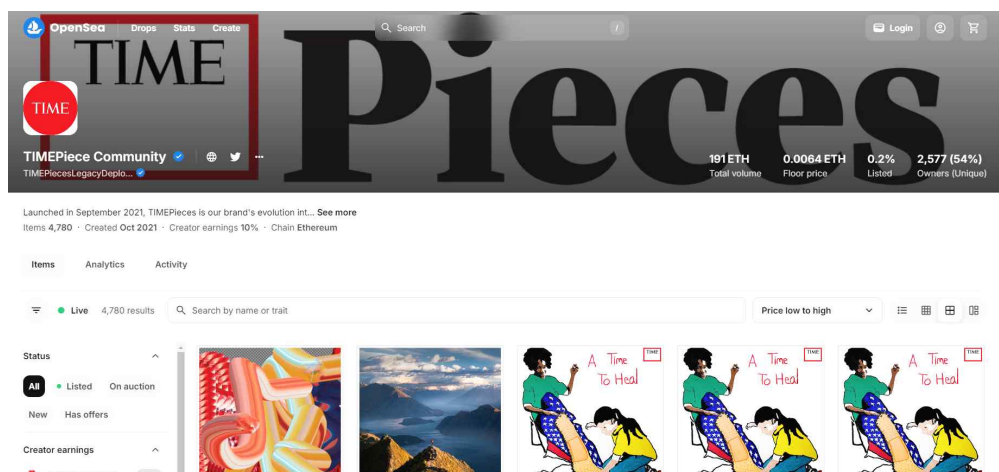 OpenSea Drops Stats Create Search / Login
TIME Pieces
TIME
TIMEPiece Community
TIMEPiecesLegacyDeplo...
191 ETH 0.0064 ETH 0.2% 2,577 (54%)
Total volume Floor price Listed Owners (Unique)
Launched in September 2021, TIMEPieces is our brand's evolution int... See more
Items 4,780 · Created Oct 2021 · Creator earnings 10% · Chain Ethereum
Items Analytics Activity
Live 4,780 results Search by name or trait Price low to high
Status
All Listed On auction
New Has offers
Creator earnings
A Time TIME
To Heal
A Time TIME
To Heal
A Time TIME
To Heal